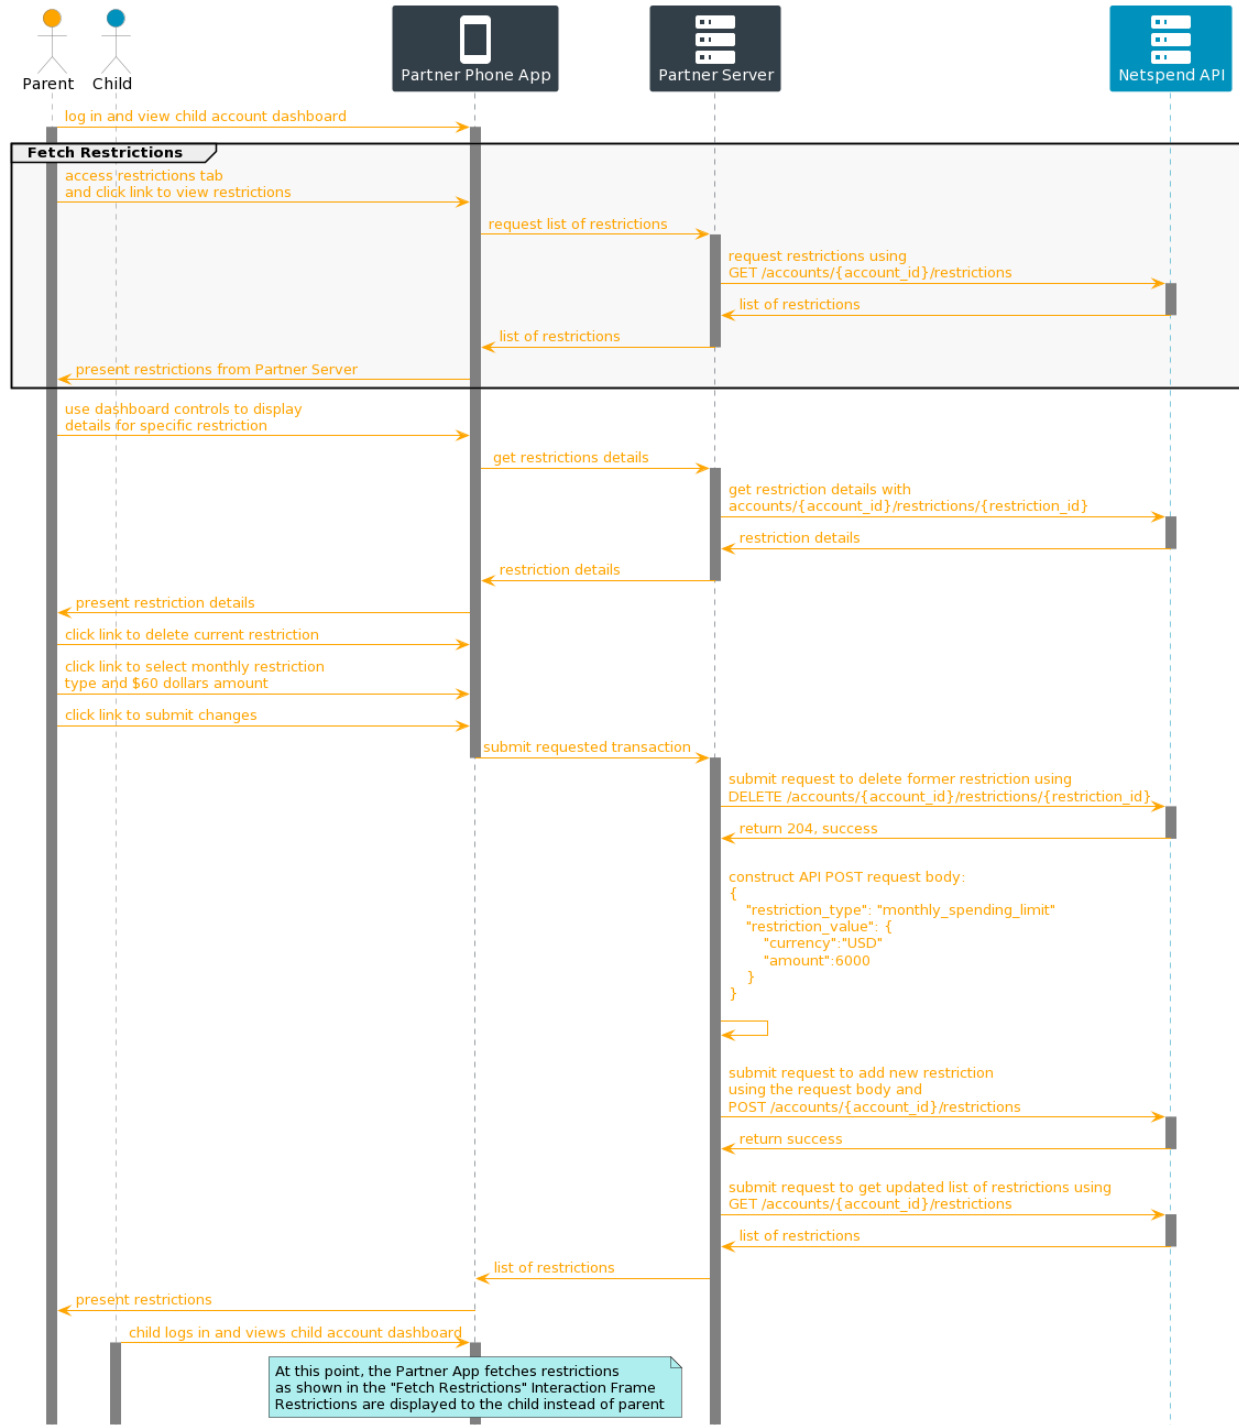 Parent
Child
Partner Phone App
Partner Server
Netspend API
log in and view child account dashboard
Fetch Restrictions
access restrictions tab
and click link to view restrictions
request list of restrictions
request restrictions using
GET /accounts/{account_id}/restrictions
list of restrictions
list of restrictions
present restrictions from Partner Server
use dashboard controls to display
details for specific restriction
get restrictions details
get restriction details with
accounts/{account_id}/restrictions/{restriction_id}
restriction details
restriction details
present restriction details
click link to delete current restriction
click link to select monthly restriction
type and $60 dollars amount
click link to submit changes
submit requested transaction
submit request to delete former restriction using
DELETE /accounts/{account_id}/restrictions/{restriction_id}
return 204, success
construct API POST request body:
{
"restriction_type": "monthly_spending_limit"
"restriction_value": {
"currency":"USD"
"amount":6000
}
}
submit request to add new restriction
using the request body and
POST /accounts/{account_id}/restrictions
return success
submit request to get updated list of restrictions using
GET /accounts/{account_id}/restrictions
list of restrictions
list of restrictions
present restrictions
child logs in and views child account dashboard
At this point, the Partner App fetches restrictions
as shown in the "Fetch Restrictions" Interaction Frame
Restrictions are displayed to the child instead of parent